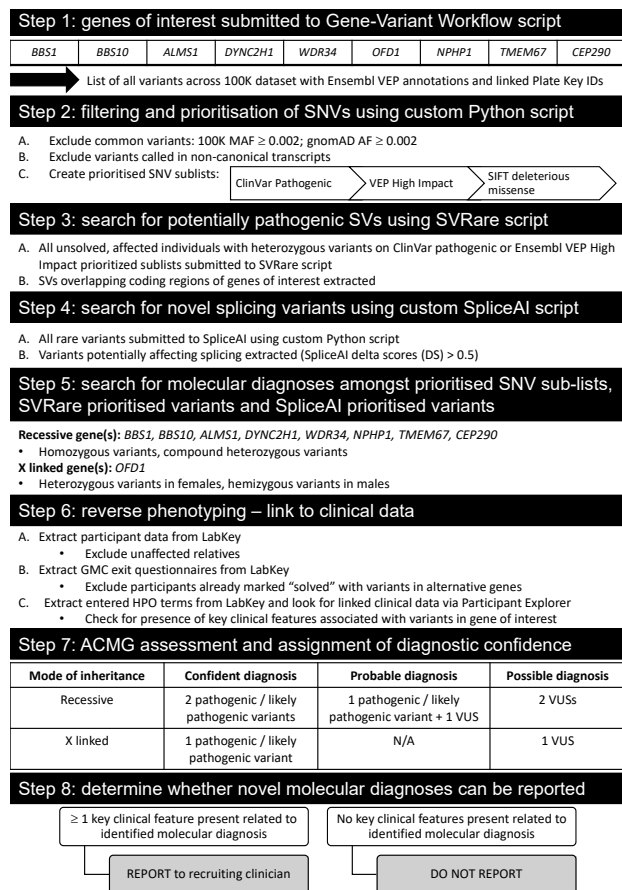 Step 1: genes of interest submitted to Gene-Variant Workflow script
BBS1 BBS10 ALMS1 DYNC2H1 WDR34 OFD1 NPHP1 TMEM67 CEP290
List of all variants across 100K dataset with Ensembl VEP annotations and linked Plate Key IDs
Step 2: filtering and prioritisation of SNVs using custom Python script
A. Exclude common variants: 100K MAF ≥ 0.002; gnomAD AF ≥ 0.002
B. Exclude variants called in non-canonical transcripts
C. Create prioritised SNV sublists:
ClinVar Pathogenic
VEP High Impact
SIFT deleterious
missense
Step 3: search for potentially pathogenic SVs using SVRare script
A. All unsolved, affected individuals with heterozygous variants on ClinVar pathogenic or Ensembl VEP High
Impact prioritized sublists submitted to SVRare script
B. SVs overlapping coding regions of genes of interest extracted
Step 4: search for novel splicing variants using custom SpliceAI script
A. All rare variants submitted to SpliceAI using custom Python script
B. Variants potentially affecting splicing extracted (SpliceAI delta scores (DS) > 0.5)
Step 5: search for molecular diagnoses amongst prioritised SNV sub-lists,
SVRare prioritised variants and SpliceAI prioritised variants
Recessive gene(s): BBS1, BBS10, ALMS1, DYNC2H1, WDR34, NPHP1, TMEM67, CEP290
• Homozygous variants, compound heterozygous variants
X linked gene(s): OFD1
• Heterozygous variants in females, hemizygous variants in males
Step 6: reverse phenotyping – link to clinical data
A. Extract participant data from LabKey
• Exclude unaffected relatives
B. Extract GMC exit questionnaires from LabKey
• Exclude participants already marked “solved” with variants in alternative genes
C. Extract entered HPO terms from LabKey and look for linked clinical data via Participant Explorer
• Check for presence of key clinical features associated with variants in gene of interest
Step 7: ACMG assessment and assignment of diagnostic confidence
Mode of inheritance Confident diagnosis Probable diagnosis Possible diagnosis
Recessive 2 pathogenic / likely 1 pathogenic / likely 2 VUSs
pathogenic variants pathogenic variant + 1 VUS
X linked 1 pathogenic / likely N/A 1 VUS
pathogenic variant
Step 8: determine whether novel molecular diagnoses can be reported
≥ 1 key clinical feature present related to
identified molecular diagnosis
No key clinical features present related to
identified molecular diagnosis
REPORT to recruiting clinician
DO NOT REPORT